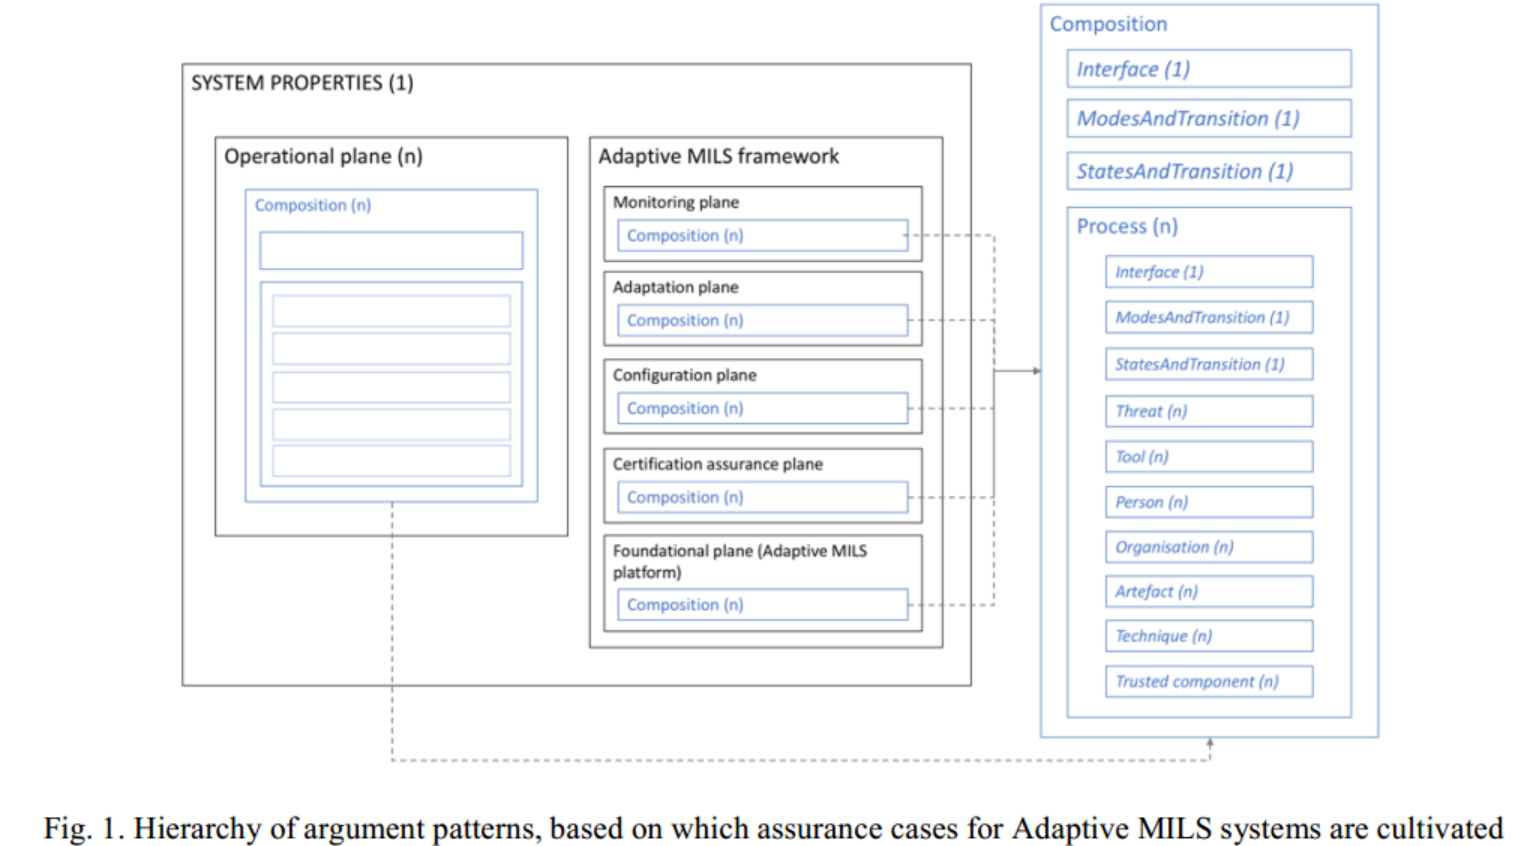 SYSTEM PROPERTIES (1)
Operational plane (n)
Composition (n)
Adaptive MILS framework
Monitoring plane
Composition (n)
Adaptation plane
Composition (n)
Configuration plane
Composition (n)
Certification assurance plane
Composition (n)
Foundational plane (Adaptive MILS
platform)
Composition (n)
Composition
Interface (1)
ModesAndTransition (1)
StatesAndTransition (1)
Process (n)
Interface (1)
ModesAndTransition (1)
StatesAndTransition (1)
Threat (n)
Tool (n)
Person (n)
Organisation (n)
Artefact (n)
Technique (n)
Trusted component (n)
Fig. 1. Hierarchy of argument patterns, based on which assurance cases for Adaptive MILS systems are cultivated